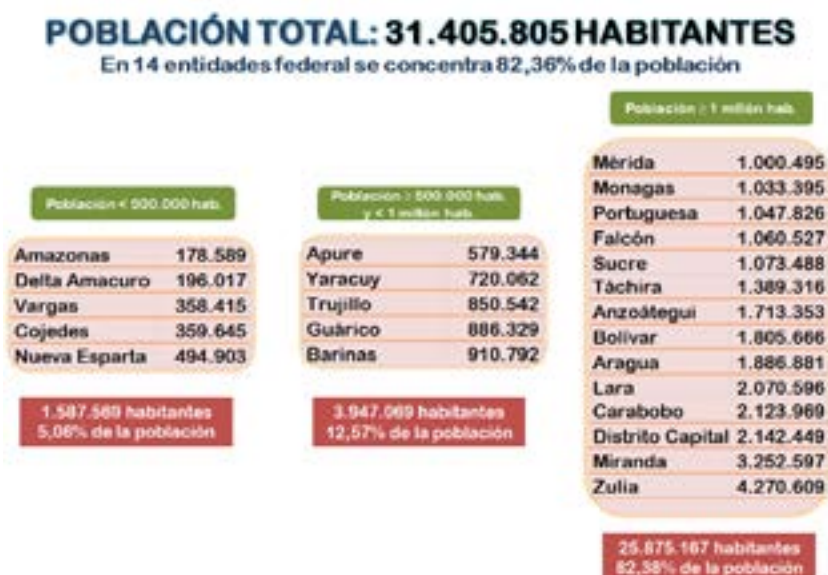 POBLACIÓN TOTAL: 31.405.805 HABITANTES
En 14 entidades federal se concentra 82,36% de la población
Población < 500.000 hab.
Amazonas 178.589
Delta Amacuro 196.017
Vargas 358.415
Cojedes 359.645
Nueva Esparta 494.903
1.587.569 habitantes
5,06% de la población
Población ≥ 500.000 hab.
y < 1 millón hab.
Apure 579.344
Yaracuy 720.062
Trujillo 850.542
Guárico 886.329
Barinas 910.792
3.947.069 habitantes
12,57% de la población
Población ≥ 1 millón hab.
Mérida 1.000.495
Monagas 1.033.395
Portuguesa 1.047.826
Falcón 1.060.527
Sucre 1.073.488
Táchira 1.389.316
Anzoátegui 1.713.353
Bolívar 1.805.666
Aragua 1.886.881
Lara 2.070.596
Carabobo 2.123.969
Distrito Capital 2.142.449
Miranda 3.252.597
Zulia 4.270.609
25.875.167 habitantes
82,38% de la población